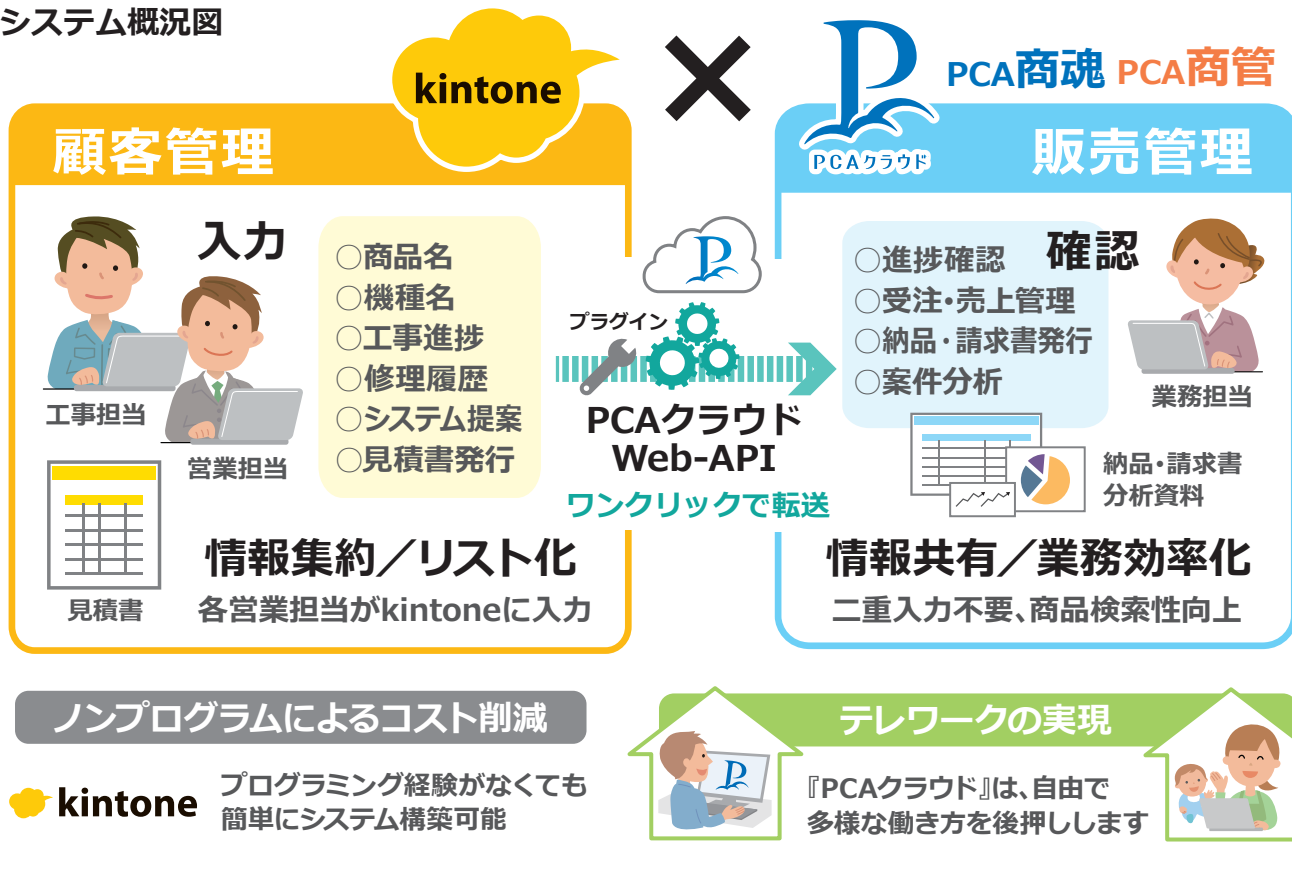 システム概況図
kintone
×
P
PCAクラウド
PCA商魂 PCA商管
顧客管理
入力
○商品名
○機種名
○工事進捗
○修理履歴
○システム提案
○見積書発行
工事担当
営業担当
見積書
情報集約／リスト化
各営業担当がkintoneに入力
P
プラグイン
PCAクラウド
Web-API
ワンクリックで転送
販売管理
確認
○進捗確認
○受注・売上管理
○納品・請求書発行
○案件分析
業務担当
納品・請求書
分析資料
情報共有／業務効率化
二重入力不要、商品検索性向上
ノンプログラムによるコスト削減
kintone
プログラミング経験がなくても
簡単にシステム構築可能
テレワークの実現
P
『PCAクラウド』は、自由で
多様な働き方を後押しします